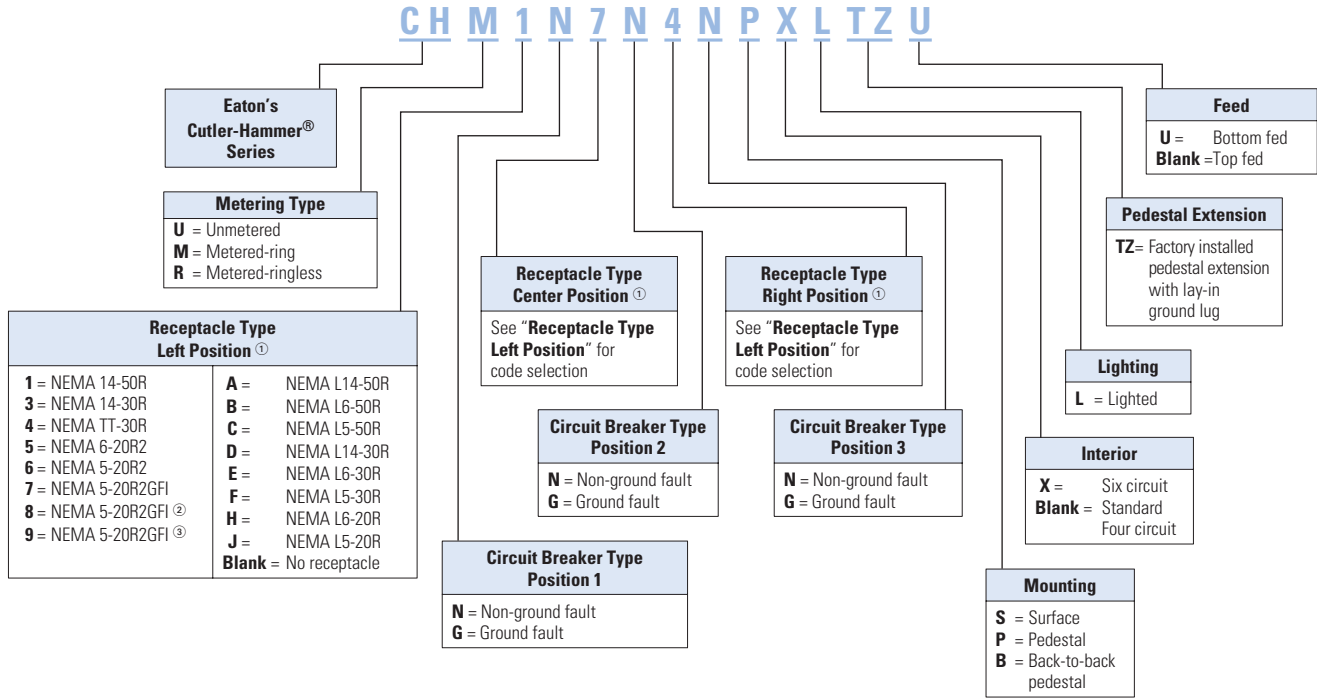 CH M 1 N 7 N 4 N P X L TZ U
Eaton's
Cutler-Hammer®
Series
Metering Type
U = Unmetered
M = Metered-ring
R = Metered-ringless
Receptacle Type
Left Position ①
1 = NEMA 14-50R
3 = NEMA 14-30R
4 = NEMA TT-30R
5 = NEMA 6-20R2
6 = NEMA 5-20R2
7 = NEMA 5-20R2GFI
8 = NEMA 5-20R2GFI ②
9 = NEMA 5-20R2GFI ③
A = NEMA L14-50R
B = NEMA L6-50R
C = NEMA L5-50R
D = NEMA L14-30R
E = NEMA L6-30R
F = NEMA L5-30R
H = NEMA L6-20R
J = NEMA L5-20R
Blank = No receptacle
Circuit Breaker Type
Position 1
N = Non-ground fault
G = Ground fault
Receptacle Type
Center Position ①
See “Receptacle Type
Left Position” for
code selection
Circuit Breaker Type
Position 2
N = Non-ground fault
G = Ground fault
Receptacle Type
Right Position ①
See “Receptacle Type
Left Position” for
code selection
Circuit Breaker Type
Position 3
N = Non-ground fault
G = Ground fault
Mounting
S = Surface
P = Pedestal
B = Back-to-back
pedestal
Interior
X = Six circuit
Blank = Standard
Four circuit
Lighting
L = Lighted
Pedestal Extension
TZ= Factory installed
pedestal extension
with lay-in
ground lug
Feed
U = Bottom fed
Blank =Top fed